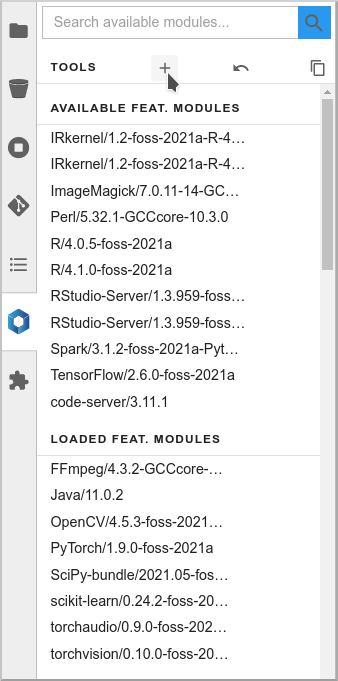 Search available modules...
TOOLS
AVAILABLE FEAT. MODULES
IRkernel/1.2-foss-2021a-R-4…
IRkernel/1.2-foss-2021a-R-4…
ImageMagick/7.0.11-14-GC…
Perl/5.32.1-GCCcore-10.3.0
R/4.0.5-foss-2021a
R/4.1.0-foss-2021a
RStudio-Server/1.3.959-foss…
RStudio-Server/1.3.959-foss…
Spark/3.1.2-foss-2021a-Pyt…
TensorFlow/2.6.0-foss-2021a
code-server/3.11.1
LOADED FEAT. MODULES
FFmpeg/4.3.2-GCCcore-…
Java/11.0.2
OpenCV/4.5.3-foss-2021…
PyTorch/1.9.0-foss-2021a
SciPy-bundle/2021.05-fos…
scikit-learn/0.24.2-foss-20…
torchaudio/0.9.0-foss-202…
torchvision/0.10.0-foss-20…